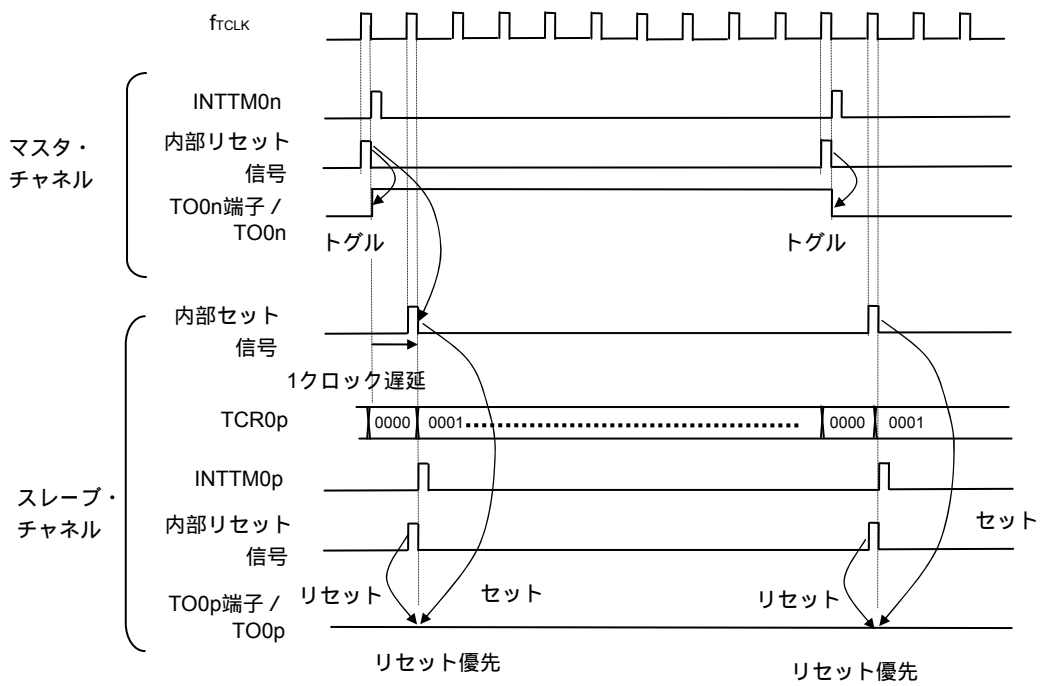 fTCLK
INTTM0n
内部リセット
信号
マスタ・
チャネル
TO0n端子 /
TO0n
トグル
トグル
内部セット
信号
1クロック遅延
TCR0p
0000
0001
0000
0001
INTTM0p
スレーブ・
チャネル
内部リセット
信号
セット
リセット
セット
リセット
TO0p端子 /
TO0p
リセット優先
リセット優先